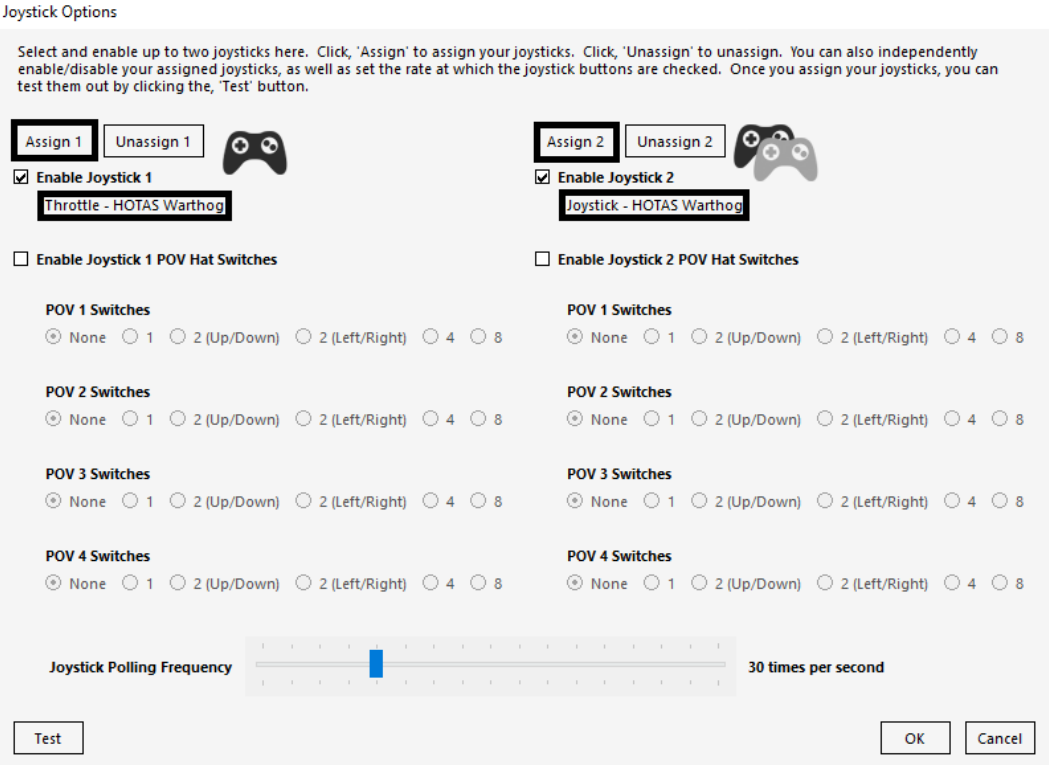 Joystick Options
Select and enable up to two joysticks here.  Click, 'Assign' to assign your joysticks.  Click, 'Unassign' to unassign.  You can also independently
enable/disable your assigned joysticks, as well as set the rate at which the joystick buttons are checked.  Once you assign your joysticks, you can
test them out by clicking the, 'Test' button.
Assign 1 Unassign 1 Assign 2 Unassign 2
Enable Joystick 1 Enable Joystick 2
Throttle - HOTAS Warthog Joystick - HOTAS Warthog
Enable Joystick 1 POV Hat Switches Enable Joystick 2 POV Hat Switches
POV 1 Switches POV 1 Switches
None 1 2 (Up/Down) 2 (Left/Right) 4 8 None 1 2 (Up/Down) 2 (Left/Right) 4 8
POV 2 Switches POV 2 Switches
None 1 2 (Up/Down) 2 (Left/Right) 4 8 None 1 2 (Up/Down) 2 (Left/Right) 4 8
POV 3 Switches POV 3 Switches
None 1 2 (Up/Down) 2 (Left/Right) 4 8 None 1 2 (Up/Down) 2 (Left/Right) 4 8
POV 4 Switches POV 4 Switches
None 1 2 (Up/Down) 2 (Left/Right) 4 8 None 1 2 (Up/Down) 2 (Left/Right) 4 8
Joystick Polling Frequency 30 times per second
Test OK Cancel